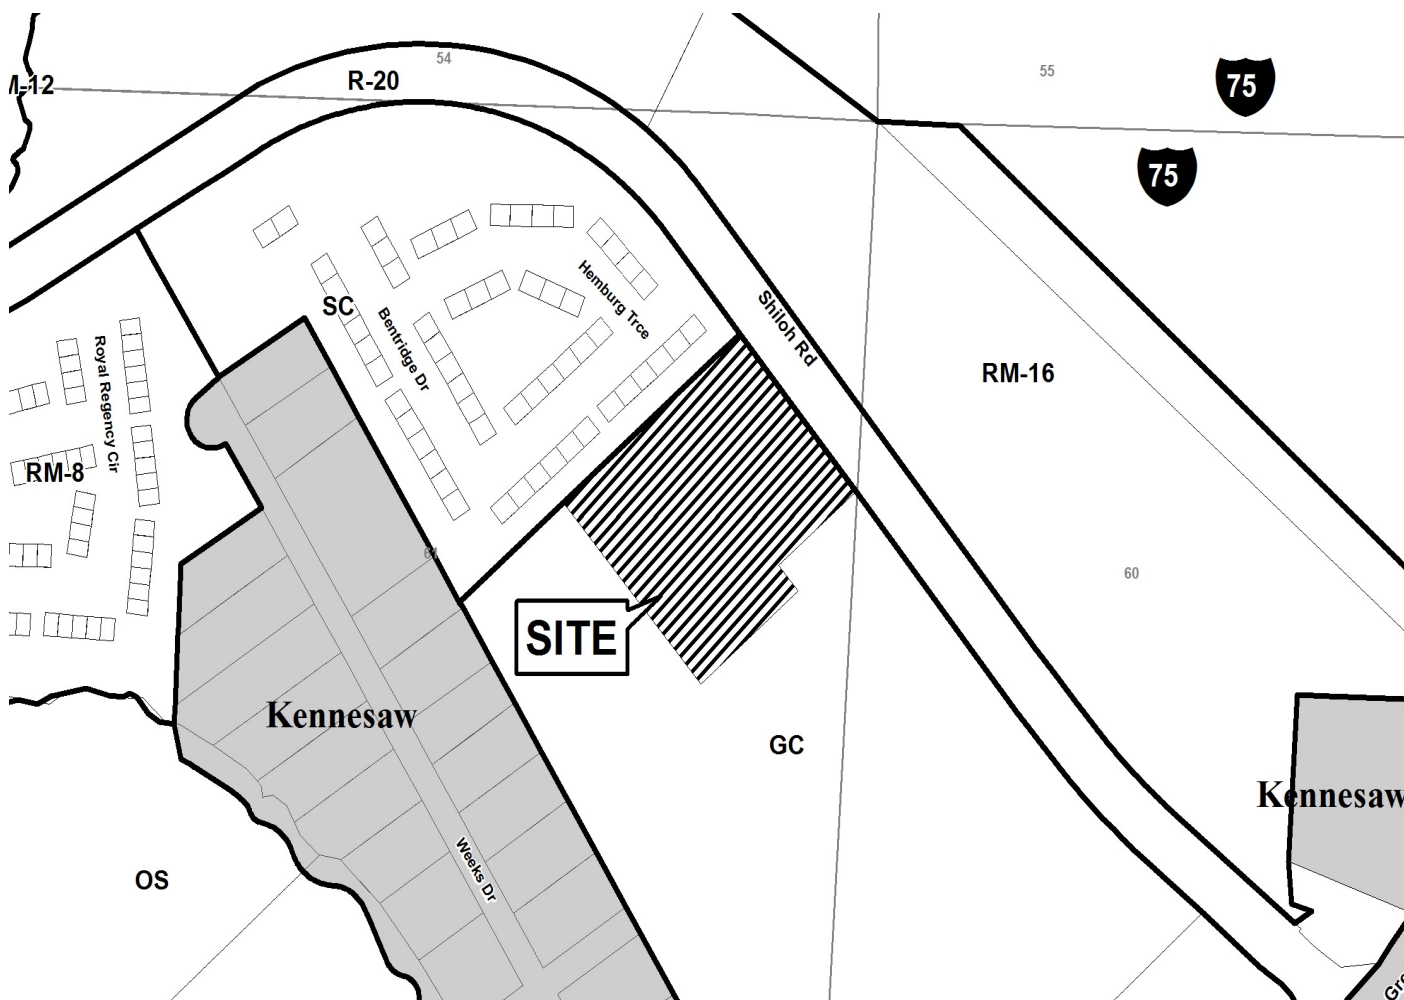 54
55
75
R-20
M-12
75
Hemburg Trce
SC
Bentridge Dr
Shiloh Rd
Royal Regency Cir
RM-16
RM-8
61
60
SITE
Kennesaw
GC
Kennesaw
Weeks Dr
OS